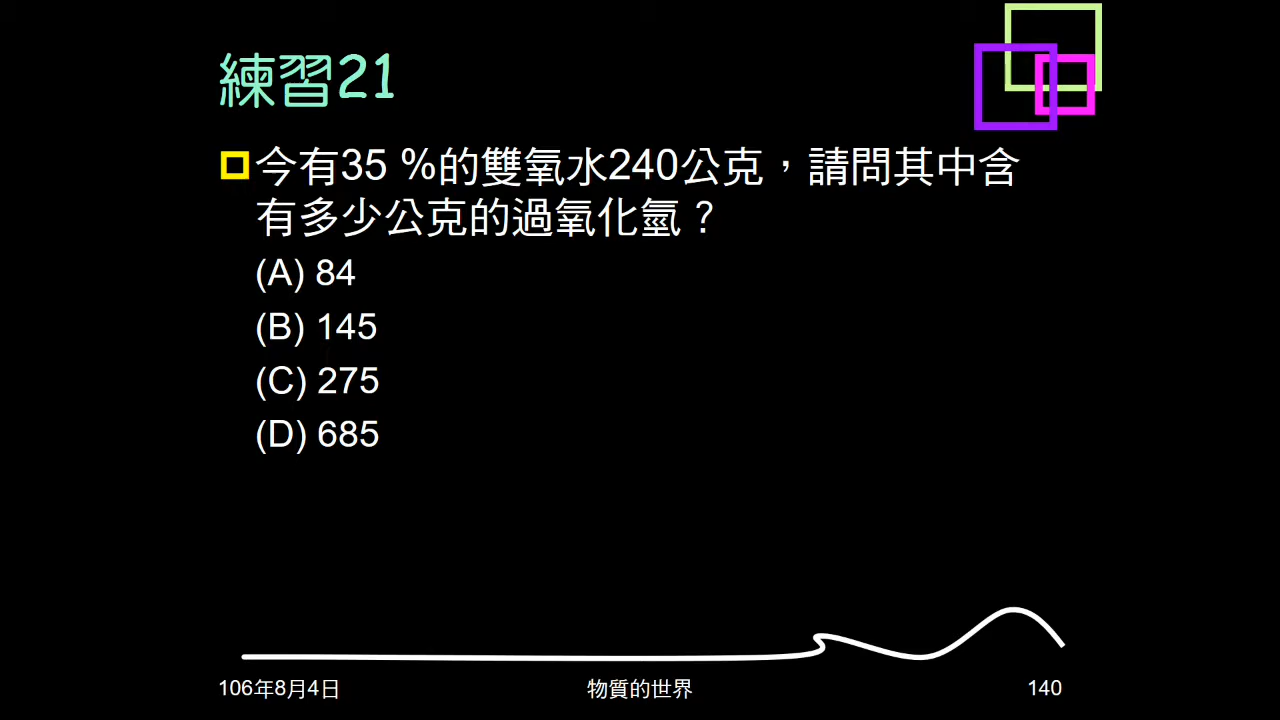 練習21
今有35 %的雙氧水240公克，請問其中含
有多少公克的過氧化氫？
(A) 84
(B) 145
(C) 275
(D) 685
106年8月4日
物質的世界
140